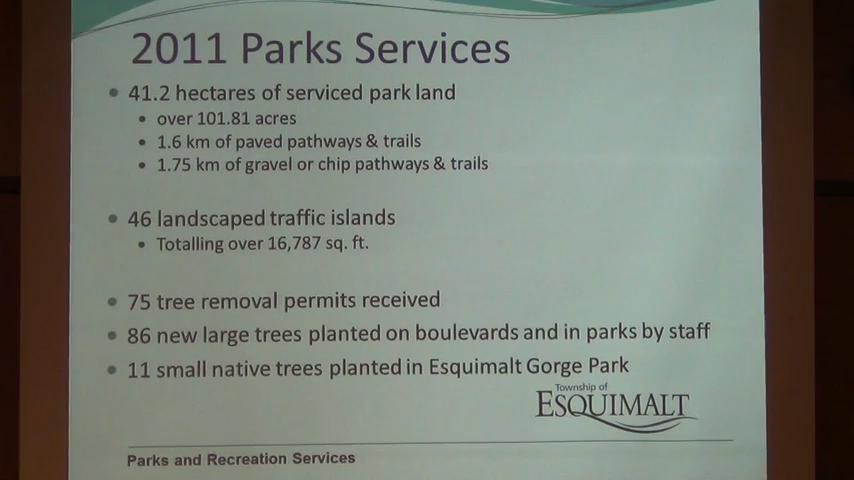 2011 Parks Services
• 41.2 hectares of serviced park land
• over 101.81 acres
• 1.6 km of paved pathways & trails
• 1.75 km of gravel or chip pathways & trails
• 46 landscaped traffic islands
• Totalling over 16,787 sq. ft.
• 75 tree removal permits received
• 86 new large trees planted on boulevards and in parks by staff
• 11 small native trees planted in Esquimalt Gorge Park
Township of
ESQUIMALT
Parks and Recreation Services